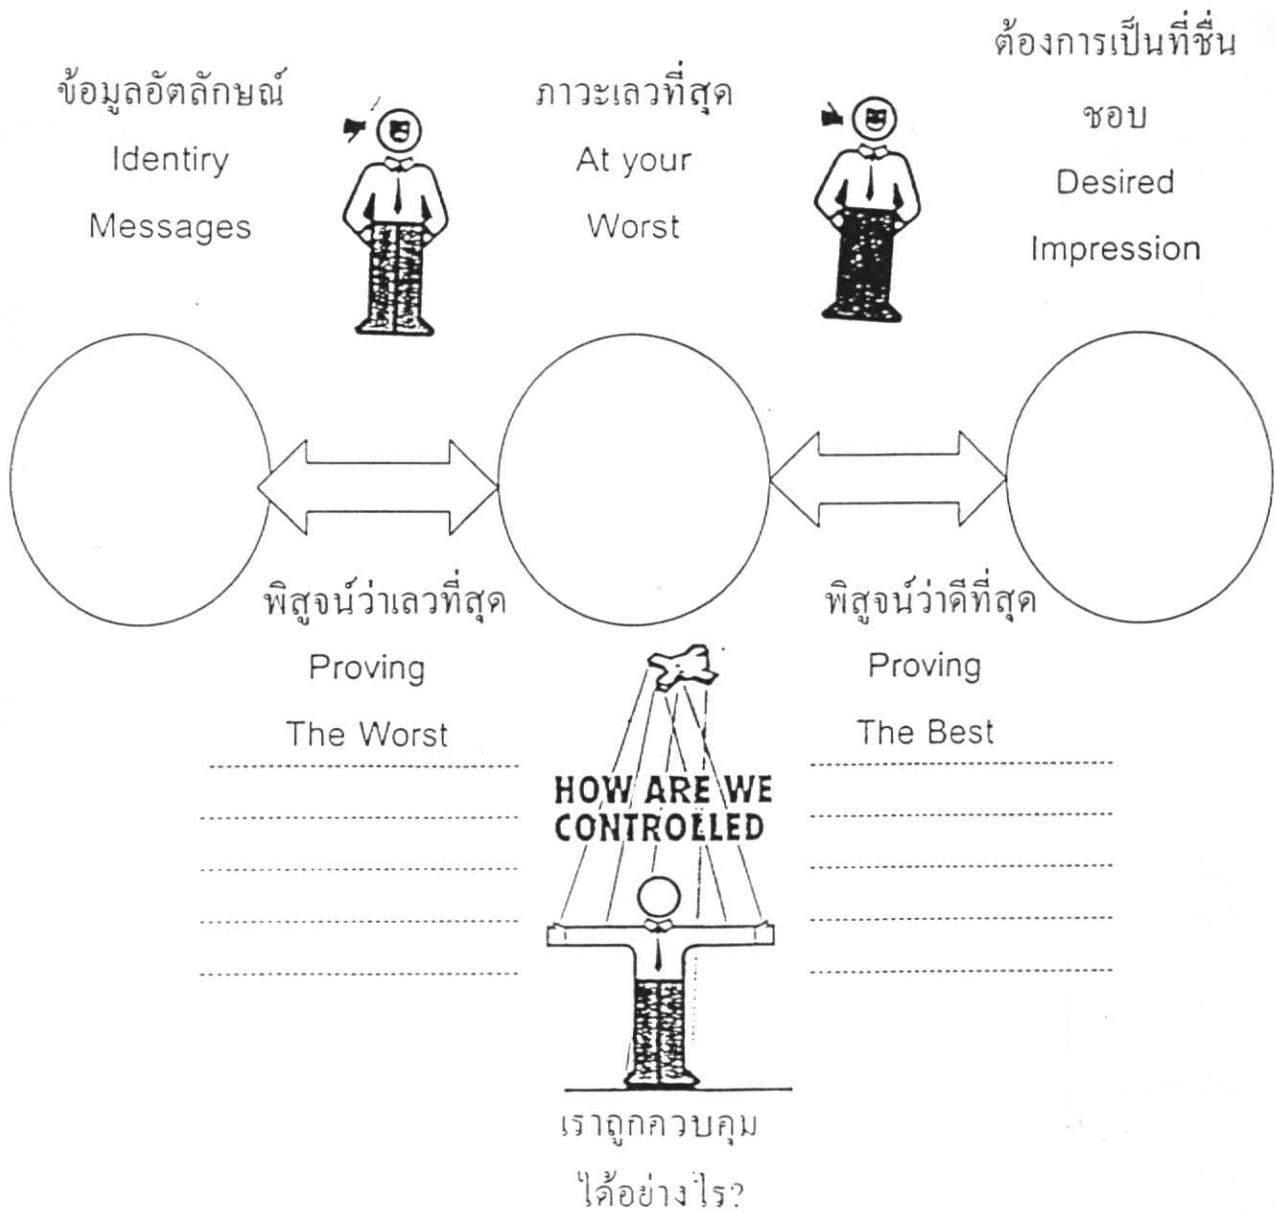 ข้อมูลอัตลักษณ์
Identiry
Messages
ภาวะเลวที่สุด
At your
Worst
ต้องการเป็นที่ชื่น
ชอบ
Desired
Impression
พิสูจน์ว่าเลวที่สุด
Proving
The Worst
พิสูจน์ว่าดีที่สุด
Proving
The Best
HOW ARE WE
CONTROLLED
เราถูกควบคุม
ได้อย่างไร?